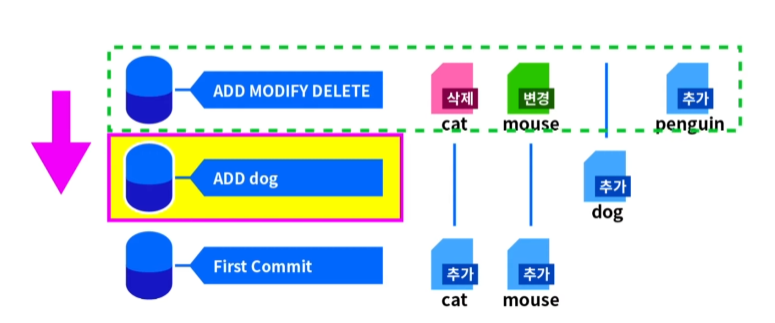 ADD MODIFY DELETE 삭제 변경 추가
cat mouse penguin
ADD dog 추가
dog
First Commit 추가 추가
cat mouse